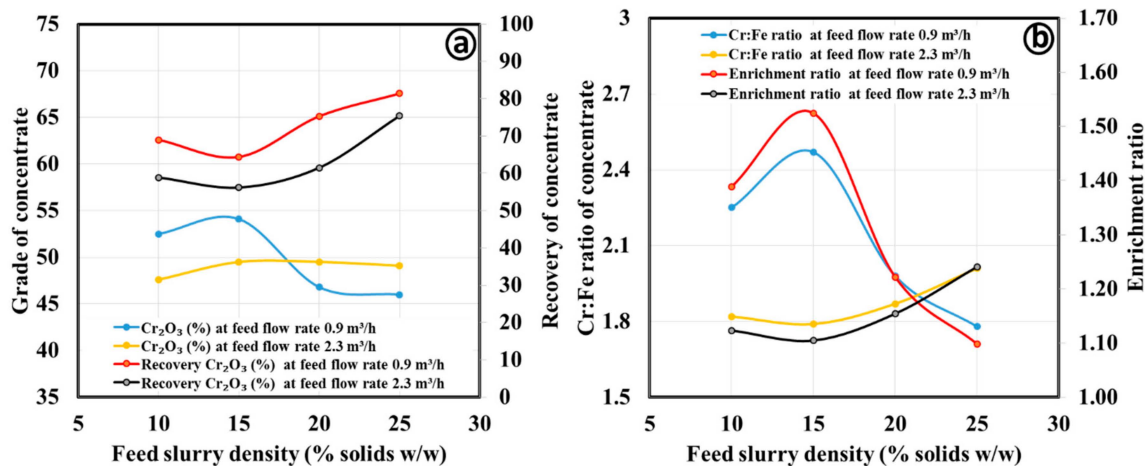 ⓐ
Grade of concentrate
75
70
65
60
55
50
45
40
35
100
90
80
70
60
50
40
30
20
10
0
Recovery of concentrate
Cr₂O₃ (%) at feed flow rate 0.9 m³/h
Cr₂O₃ (%) at feed flow rate 2.3 m³/h
Recovery Cr₂O₃ (%) at feed flow rate 0.9 m³/h
Recovery Cr₂O₃ (%) at feed flow rate 2.3 m³/h
5 10 15 20 25 30
Feed slurry density (% solids w/w)
ⓑ
Cr:Fe ratio of concentrate
3
2.7
2.4
2.1
1.8
1.5
1.70
1.60
1.50
1.40
1.30
1.20
1.10
1.00
Enrichment ratio
Cr:Fe ratio at feed flow rate 0.9 m³/h
Cr:Fe ratio at feed flow rate 2.3 m³/h
Enrichment ratio at feed flow rate 0.9 m³/h
Enrichment ratio at feed flow rate 2.3 m³/h
5 10 15 20 25 30
Feed slurry density (% solids w/w)